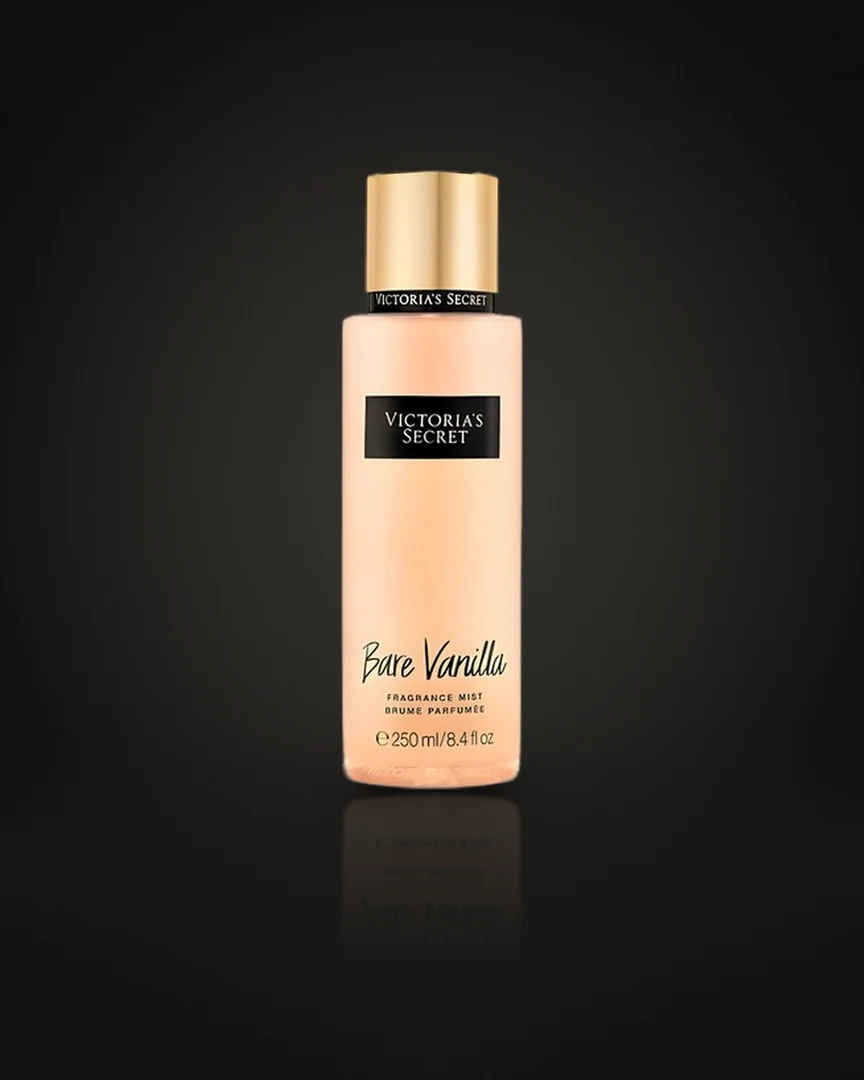 VICTORIA'S SECRET
VICTORIA'S
SECRET
Bare Vanilla
FRAGRANCE MIST
BRUME PARFUMÉE
℮ 250 ml/8.4 fl oz